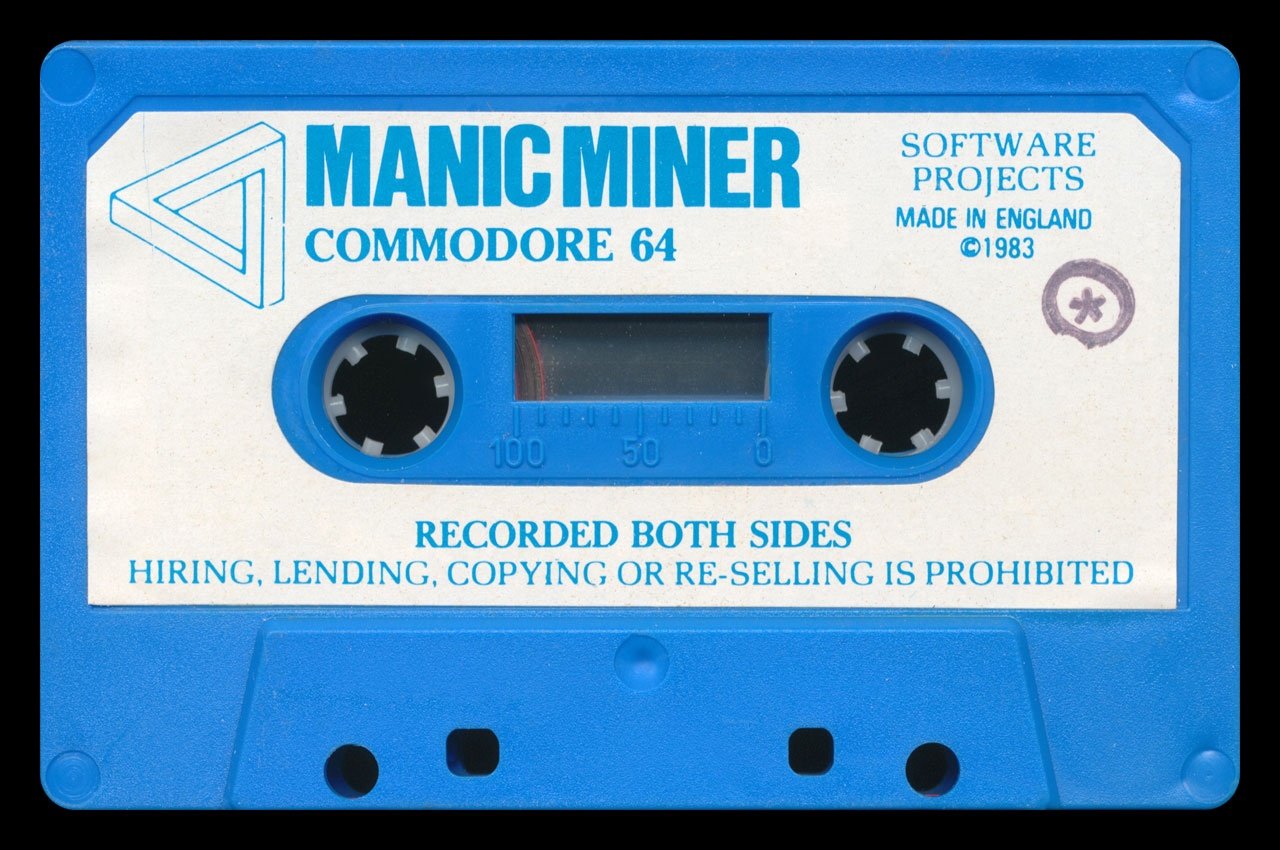 MANIC MINER
COMMODORE 64
SOFTWARE
PROJECTS
MADE IN ENGLAND
©1983
*
100 50 0
RECORDED BOTH SIDES
HIRING, LENDING, COPYING OR RE-SELLING IS PROHIBITED